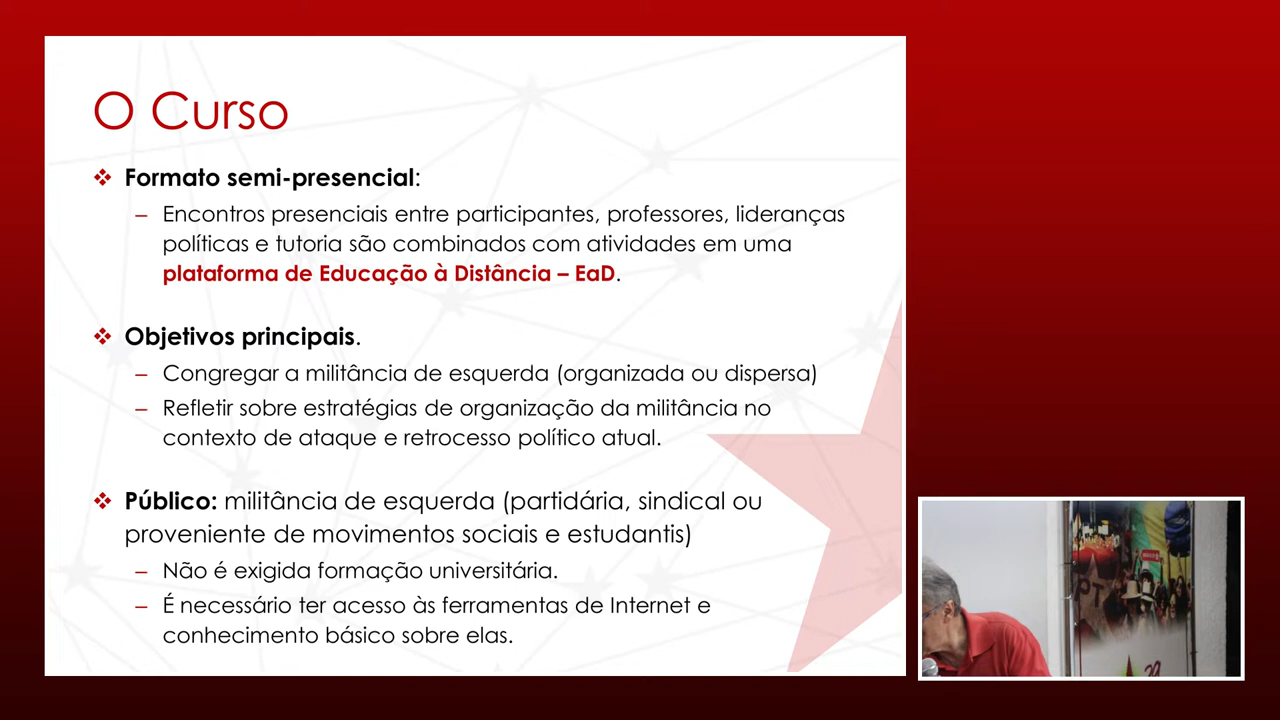 O Curso
❖ Formato semi-presencial:
– Encontros presenciais entre participantes, professores, lideranças
políticas e tutoria são combinados com atividades em uma
plataforma de Educação à Distância – EaD.
❖ Objetivos principais.
– Congregar a militância de esquerda (organizada ou dispersa)
– Refletir sobre estratégias de organização da militância no
contexto de ataque e retrocesso político atual.
❖ Público: militância de esquerda (partidária, sindical ou
proveniente de movimentos sociais e estudantis)
– Não é exigida formação universitária.
– É necessário ter acesso às ferramentas de Internet e
conhecimento básico sobre elas.
PT